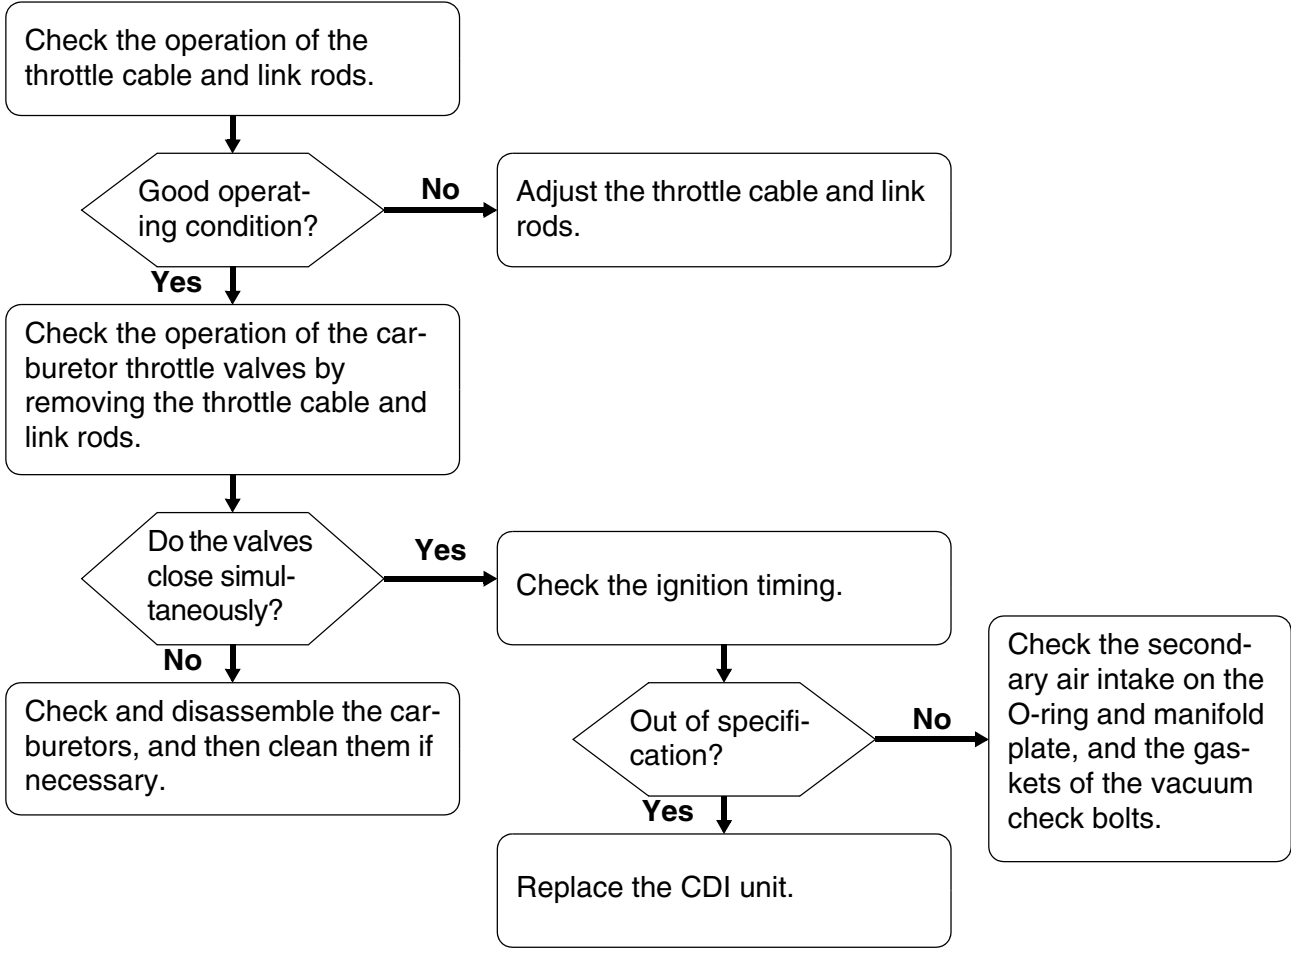 Check the operation of the
throttle cable and link rods.
Good operat-
ing condition?
No
Adjust the throttle cable and link
rods.
Yes
Check the operation of the car-
buretor throttle valves by
removing the throttle cable and
link rods.
Do the valves
close simul-
taneously?
Yes
Check the ignition timing.
No
Check and disassemble the car-
buretors, and then clean them if
necessary.
Out of specifi-
cation?
No
Check the second-
ary air intake on the
O-ring and manifold
plate, and the gas-
kets of the vacuum
check bolts.
Yes
Replace the CDI unit.